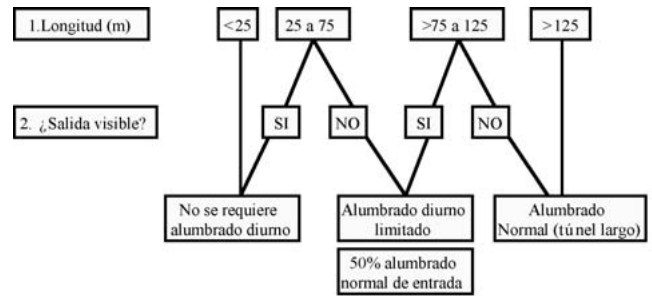 1.Longitud (m)
<25
25 a 75
>75 a 125
>125
2. ¿Salida visible?
SI
NO
SI
NO
No se requiere
alumbrado diurno
Alumbrado diurno
limitado
Alumbrado
Normal (túnel largo)
50% alumbrado
normal de entrada